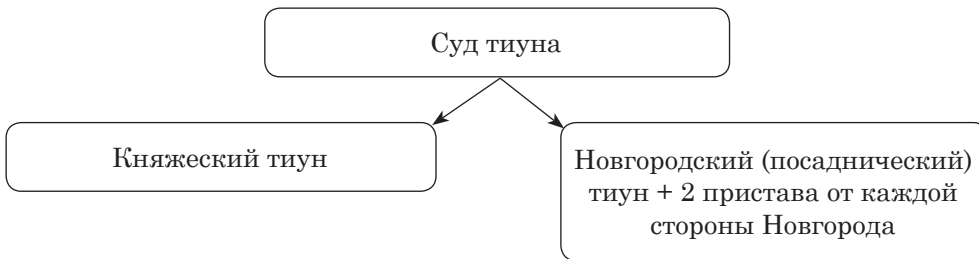 Суд тиуна
Княжеский тиун
Новгородский (посаднический)
тиун + 2 пристава от каждой
стороны Новгорода